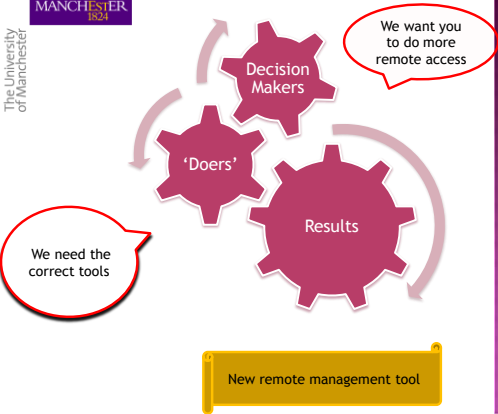 MANCHESTER
1824
The University
of Manchester
We want you
to do more
remote access
Decision
Makers
‘Doers’
Results
We need the
correct tools
New remote management tool